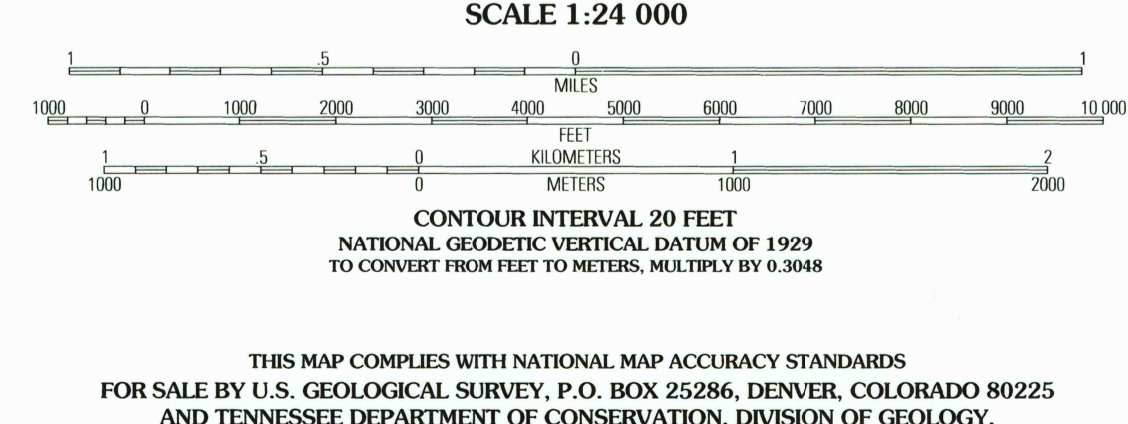 SCALE 1:24 000
1 .5 0 1
MILES
1000 0 1000 2000 3000 4000 5000 6000 7000 8000 9000 10 000
FEET
1 .5 0 KILOMETERS 1 2
1000 0 METERS 1000 2000
CONTOUR INTERVAL 20 FEET
NATIONAL GEODETIC VERTICAL DATUM OF 1929
TO CONVERT FROM FEET TO METERS, MULTIPLY BY 0.3048
THIS MAP COMPLIES WITH NATIONAL MAP ACCURACY STANDARDS
FOR SALE BY U.S. GEOLOGICAL SURVEY, P.O. BOX 25286, DENVER, COLORADO 80225
AND TENNESSEE DEPARTMENT OF CONSERVATION, DIVISION OF GEOLOGY,